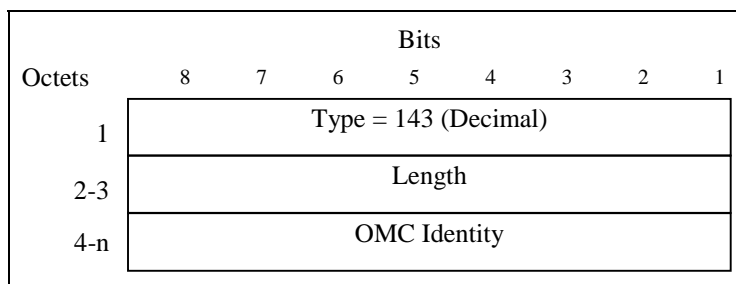 Bits
Octets 8 7 6 5 4 3 2 1
1 Type = 143 (Decimal)
2-3 Length
4-n OMC Identity